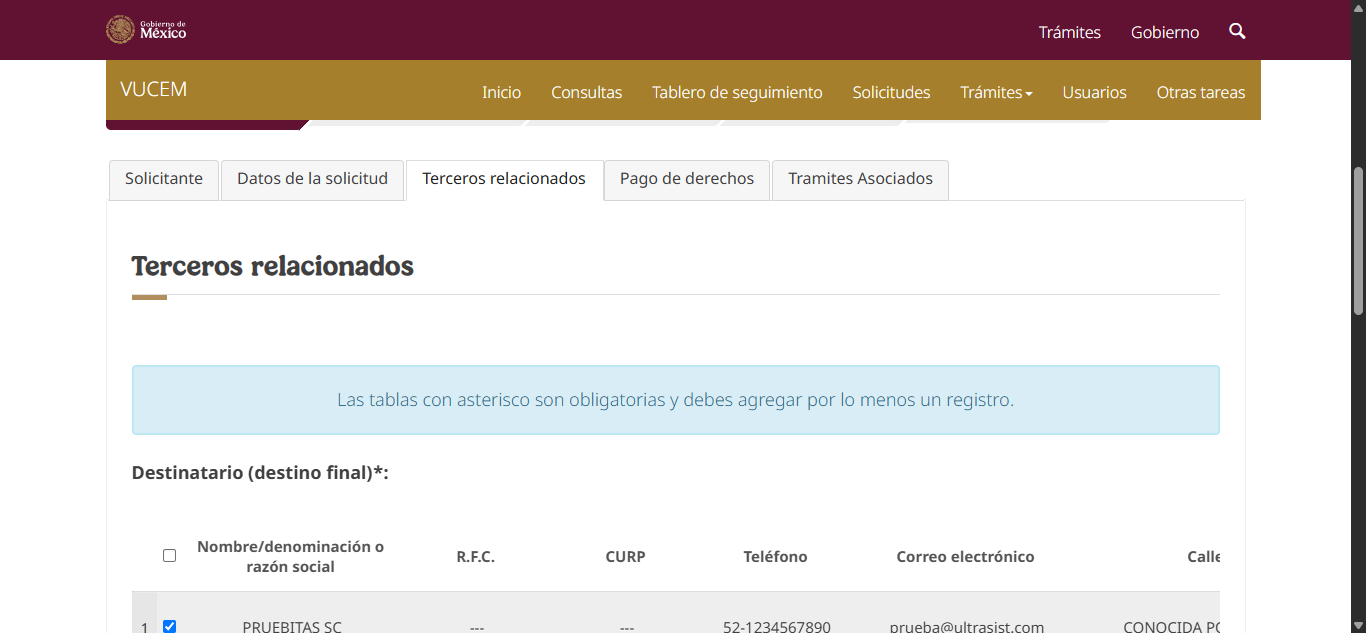 Gobierno de
México
Trámites
Gobierno
VUCEM
Inicio
Consultas
Tablero de seguimiento
Solicitudes
Trámites
Usuarios
Otras tareas
Solicitante
Datos de la solicitud
Terceros relacionados
Pago de derechos
Tramites Asociados
Terceros relacionados
Las tablas con asterisco son obligatorias y debes agregar por lo menos un registro.
Destinatario (destino final)*:
Nombre/denominación o
razón social
R.F.C.
CURP
Teléfono
Correo electrónico
Calle
1
PRUEBITAS SC
---
---
52-1234567890
prueba@ultrasist.com
CONOCIDA